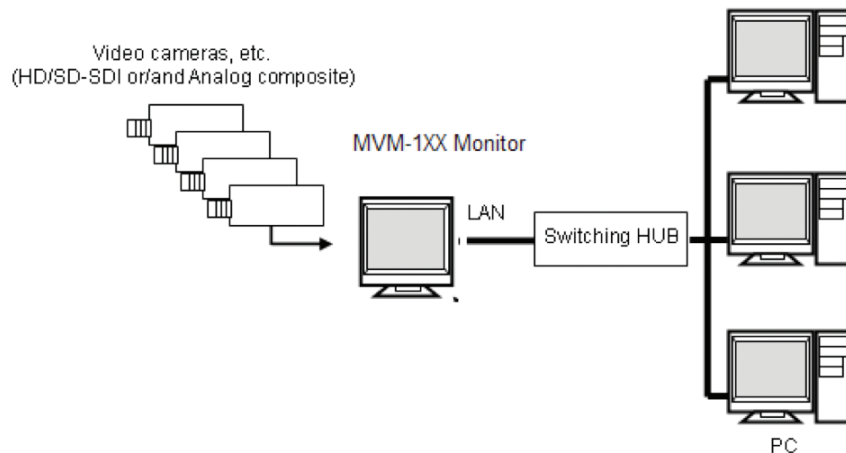 Video cameras, etc.
(HD/SD-SDI or/and Analog composite)
MVM-1XX Monitor
LAN
Switching HUB
PC